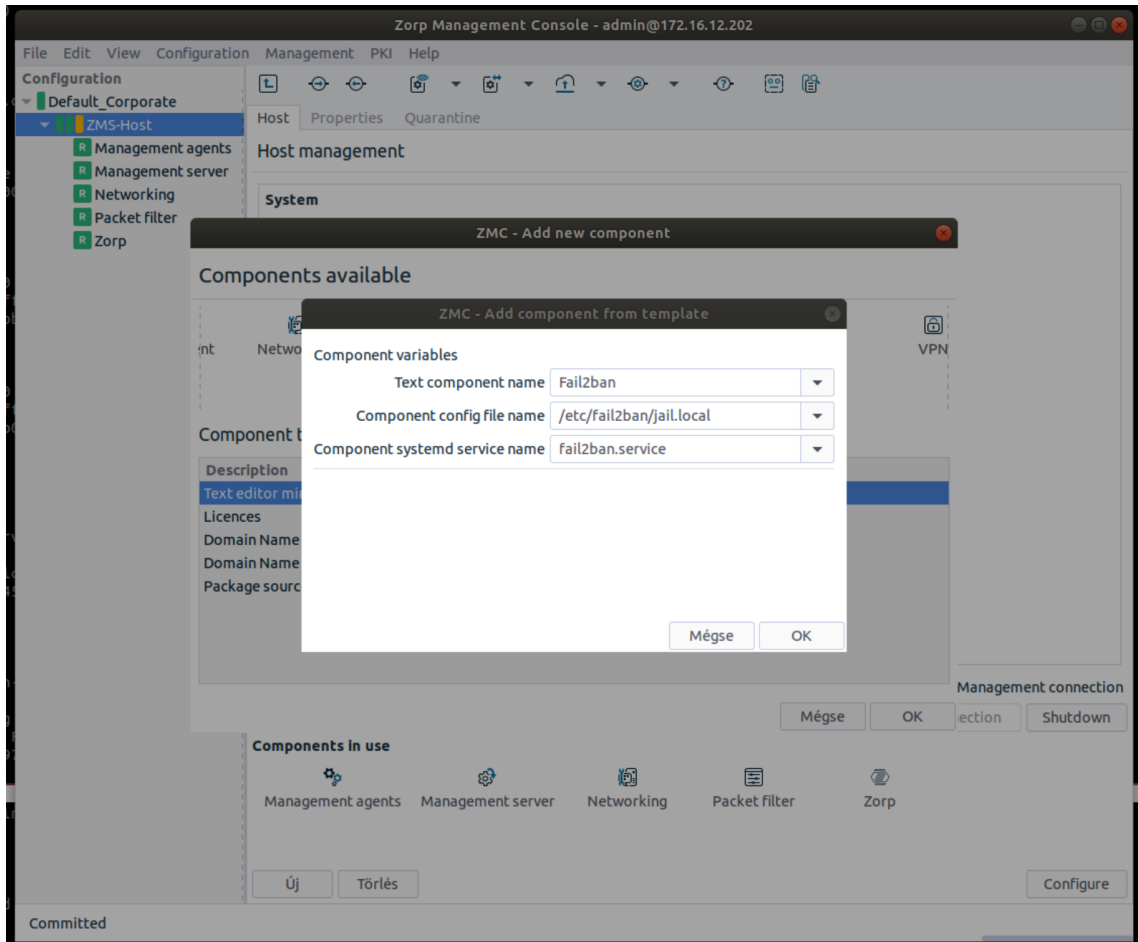 Zorp Management Console - admin@172.16.12.202
File Edit View Configuration Management PKI Help
Configuration
Default_Corporate
ZMS-Host
R Management agents
R Management server
R Networking
R Packet filter
R Zorp
Host Properties Quarantine
Host management
System
ZMC - Add new component
Components available
VPN
ZMC - Add component from template
Component variables
Text component name Fail2ban
Component config file name /etc/fail2ban/jail.local
Component systemd service name fail2ban.service
Mégse OK
Component
Description
Text editor
Licences
Domain Name
Domain Name
Package
Mégse OK
Management connection
Shutdown
Components in use
Management agents Management server Networking Packet filter Zorp
Új Törlés Configure
Committed